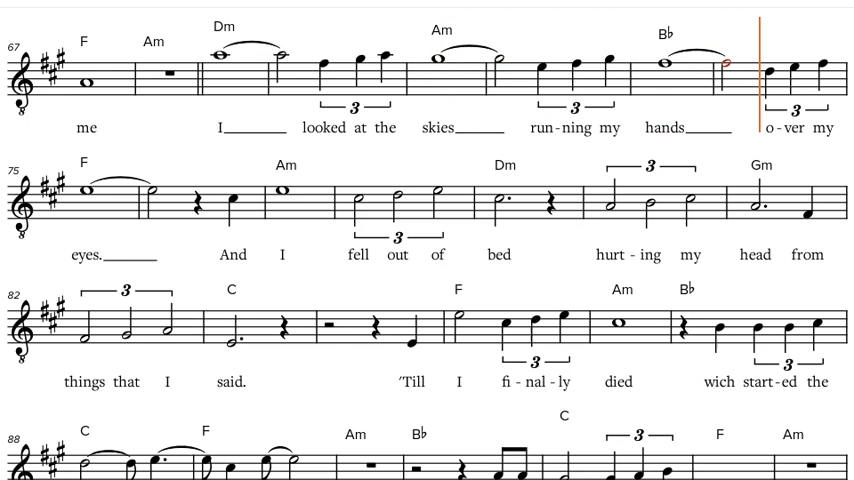 F Am Dm Am B♭
67
3 3 3
me I looked at the skies run-ning my hands o-ver my
F Am Dm 3 Gm
75
3
eyes. And I fell out of bed hurt-ing my head from
3 C F Am B♭
82
3 3
things that I said. 'Till I fi-nal-ly died wich start-ed the
C F Am B♭ C 3 F Am
88